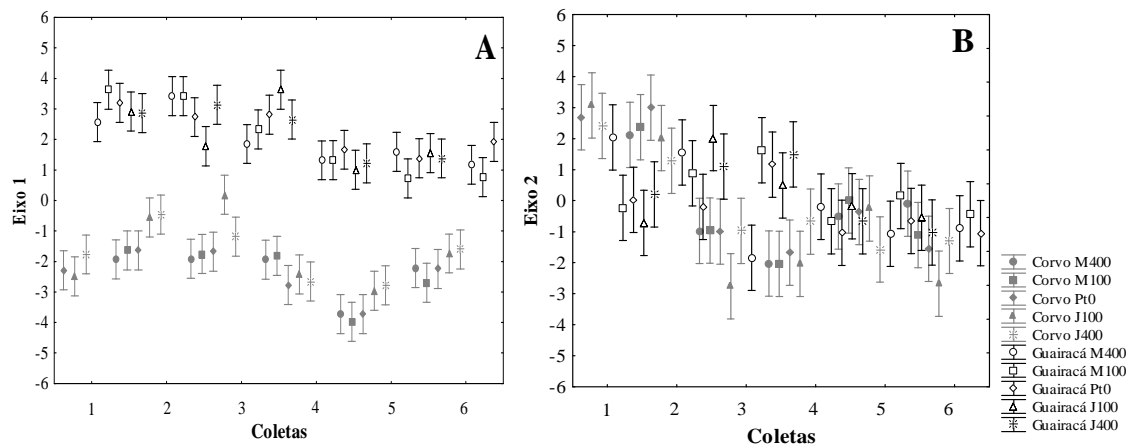 A
6
5
4
3
2
1
0
-1
-2
-3
-4
-5
-6
Eixo 1
1 2 3 4 5 6
Coletas
B
6
5
4
3
2
1
0
-1
-2
-3
-4
-5
-6
Eixo 2
1 2 3 4 5 6
Coletas
Corvo M400
Corvo M100
Corvo Pt0
Corvo J100
Corvo J400
Guairacá M400
Guairacá M100
Guairacá Pt0
Guairacá J100
Guairacá J400